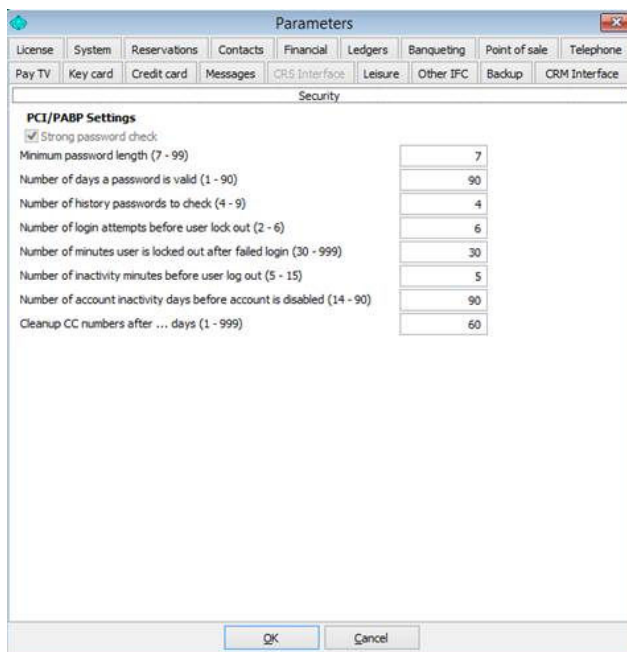 Parameters
License System Reservations Contacts Financial Ledgers Banqueting Point of sale Telephone
Pay TV Key card Credit card Messages CRS Interface Leisure Other IFC Backup CRM Interface
Security
PCI/PABP Settings
Strong password check
Minimum password length (7 - 99) 7
Number of days a password is valid (1 - 90) 90
Number of history passwords to check (4 - 9) 4
Number of login attempts before user lock out (2 - 6) 6
Number of minutes user is locked out after failed login (30 - 999) 30
Number of inactivity minutes before user log out (5 - 15) 5
Number of account inactivity days before account is disabled (14 - 90) 90
Cleanup CC numbers after ... days (1 - 999) 60
OK Cancel